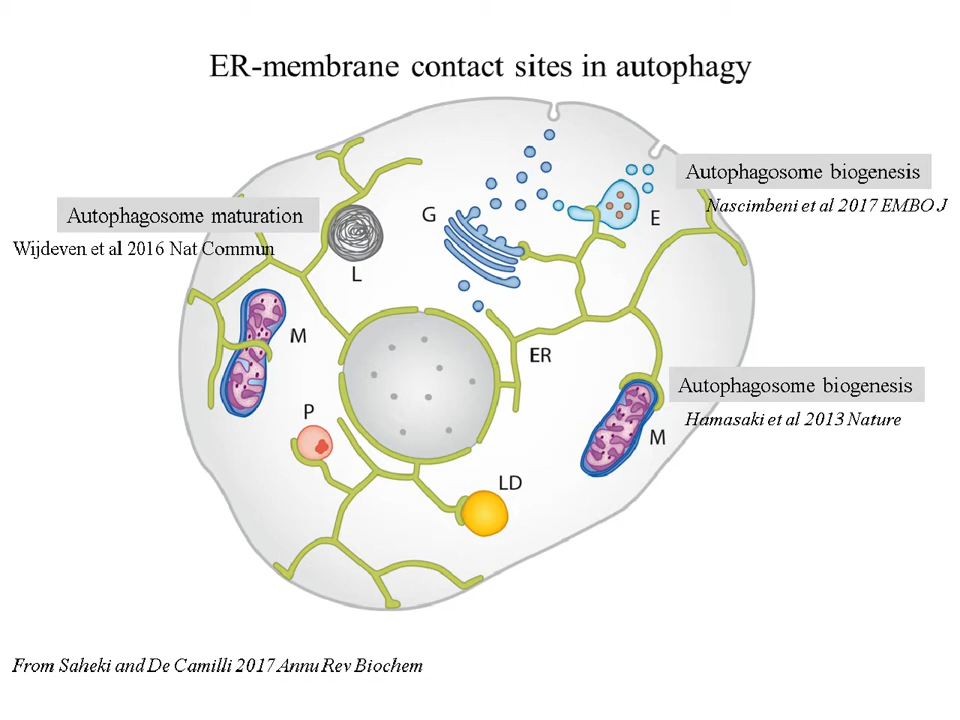 ER-membrane contact sites in autophagy
Autophagosome biogenesis
Nascimbeni et al 2017 EMBO J
Autophagosome maturation
Wijdeven et al 2016 Nat Commun
G
E
L
M
ER
Autophagosome biogenesis
Hamasaki et al 2013 Nature
P
M
LD
From Saheki and De Camilli 2017 Annu Rev Biochem